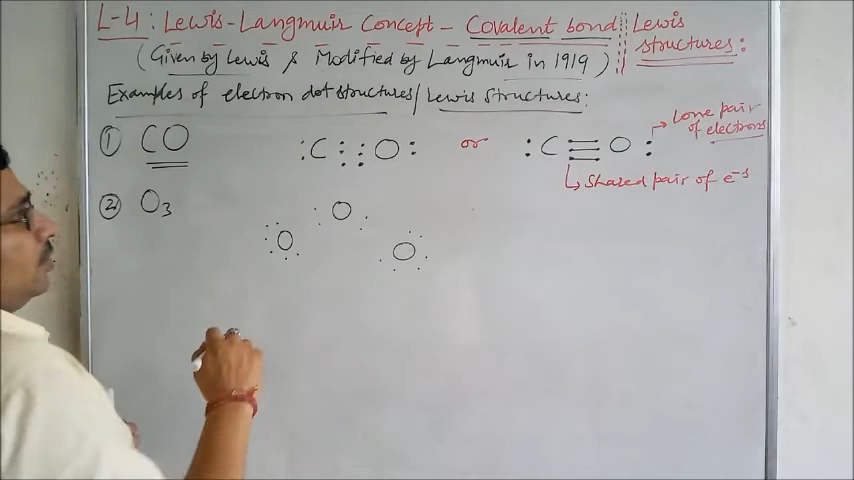 L-4: Lewis-Langmuir Concept - Covalent bond
Lewis structures:
(Given by Lewis & Modified by Langmuir in 1919)
Examples of electron dot structures/Lewis Structures:
① CO :C:::O: or :C≡O:
Lone pair of electrons
Shared pair of e⁻s
② O₃
O
O
O